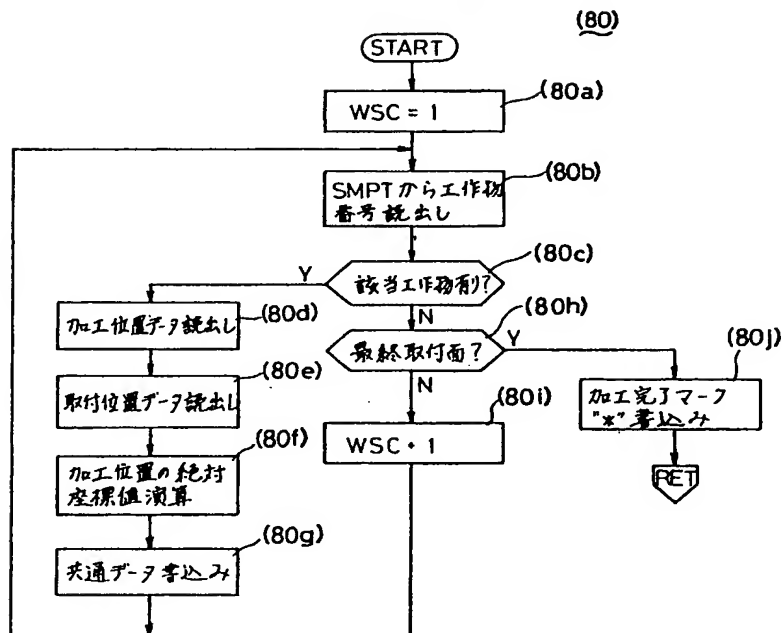 (80)
START
WSC = 1
(80a)
SMPTから工作物
番号読出し
(80b)
該当工作物有り?
(80c)
Y
N
加工位置データ読出し
(80d)
最終取付面?
(80h)
Y
N
取付位置データ読出し
(80e)
加工完了マーク
"*"書込み
(80j)
WSC + 1
(80i)
加工位置の絶対
座標値演算
(80f)
RET
共通データ書込み
(80g)